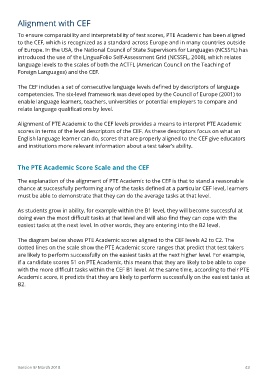 Alignment with CEF
To ensure comparability and interpretability of test scores, PTE Academic has been aligned
to the CEF, which is recognized as a standard across Europe and in many countries outside
of Europe. In the USA, the National Council of State Supervisors for Languages (NCSSFL) has
introduced the use of the LinguaFolio Self-Assessment Grid (NCSSFL, 2008), which relates
language levels to the scales of both the ACTFL (American Council on the Teaching of
Foreign Languages) and the CEF.
The CEF includes a set of consecutive language levels defined by descriptors of language
competencies. The six-level framework was developed by the Council of Europe (2001) to
enable language learners, teachers, universities or potential employers to compare and
relate language qualifications by level.
Alignment of PTE Academic to the CEF levels provides a means to interpret PTE Academic
scores in terms of the level descriptors of the CEF. As these descriptors focus on what an
English language learner can do, scores that are properly aligned to the CEF give educators
and institutions more relevant information about a test taker's ability.
The PTE Academic Score Scale and the CEF
The explanation of the alignment of PTE Academic to the CEF is that to stand a reasonable
chance at successfully performing any of the tasks defined at a particular CEF level, learners
must be able to demonstrate that they can do the average tasks at that level.
As students grow in ability, for example within the B1 level, they will become successful at
doing even the most difficult tasks at that level and will also find they can cope with the
easiest tasks at the next level. In other words, they are entering into the B2 level.
The diagram below shows PTE Academic scores aligned to the CEF levels A2 to C2. The
dotted lines on the scale show the PTE Academic score ranges that predict that test takers
are likely to perform successfully on the easiest tasks at the next higher level. For example,
if a candidate scores 51 on PTE Academic, this means that they are likely to be able to cope
with the more difficult tasks within the CEF B1 level. At the same time, according to their PTE
Academic score, it predicts that they are likely to perform successfully on the easiest tasks at
B2.